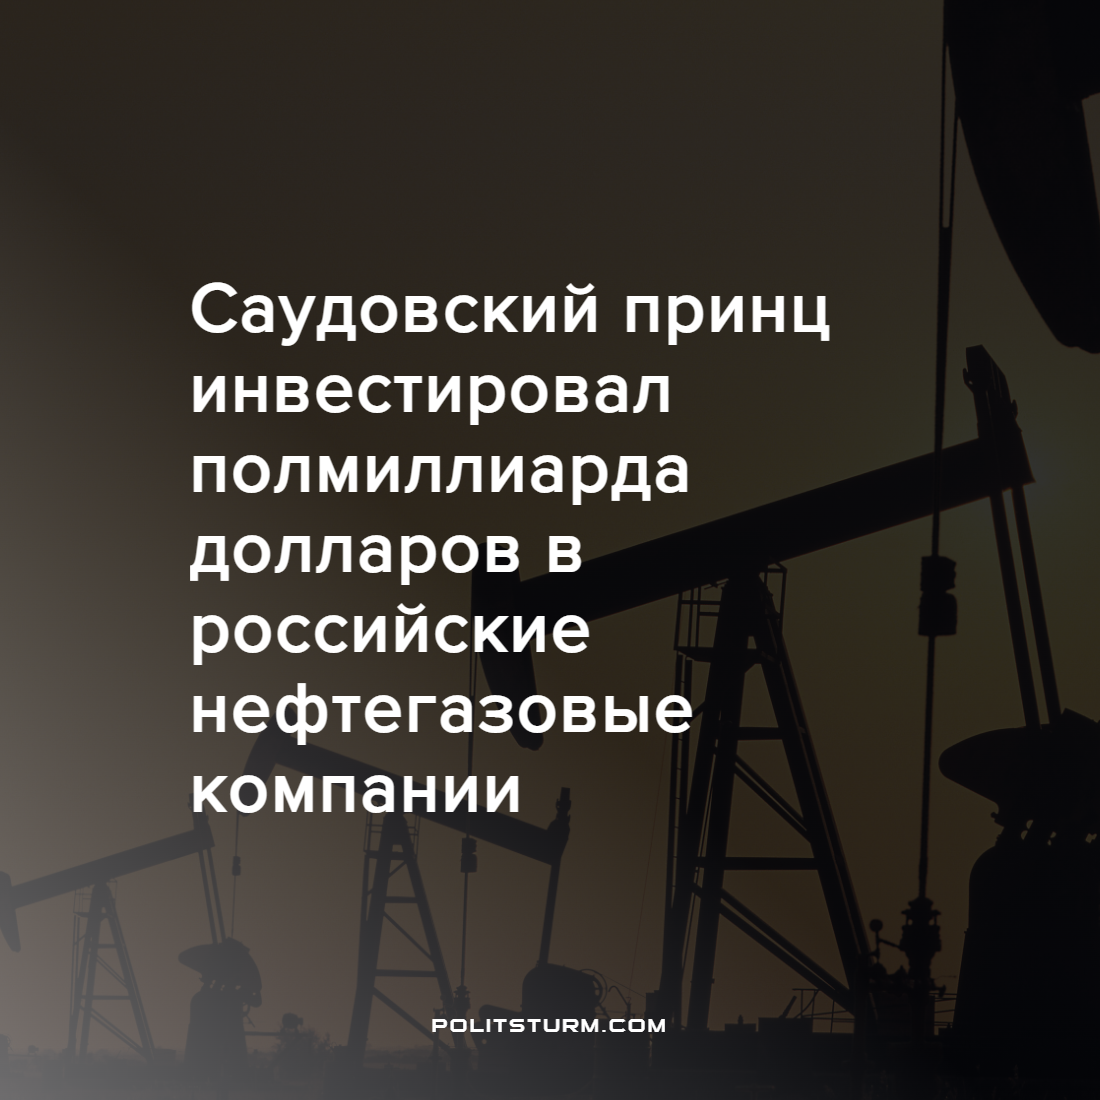 Саудовский принц
инвестировал
полмиллиарда
долларов в
российские
нефтегазовые
компании
POLITSTURM.COM